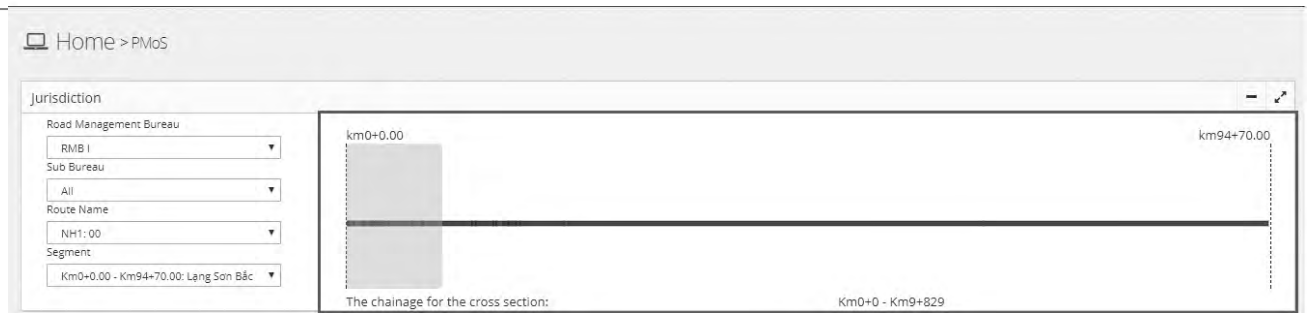 Home > PMoS
Jurisdiction
Road Management Bureau
RMB I
Sub Bureau
All
Route Name
NH1: 00
Segment
Km0+0.00 - Km94+70.00: Lạng Sơn Bắc
km0+0.00 km94+70.00
The chainage for the cross section: Km0+0 - Km9+829